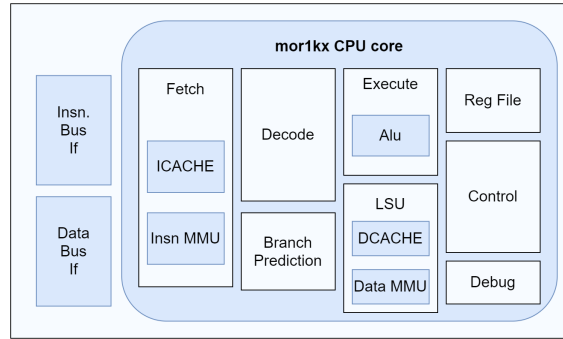 mor1kx CPU core
Insn.
Bus
If
Data
Bus
If
Fetch
ICACHE
Insn MMU
Decode
Branch
Prediction
Execute
Alu
LSU
DCACHE
Data MMU
Reg File
Control
Debug